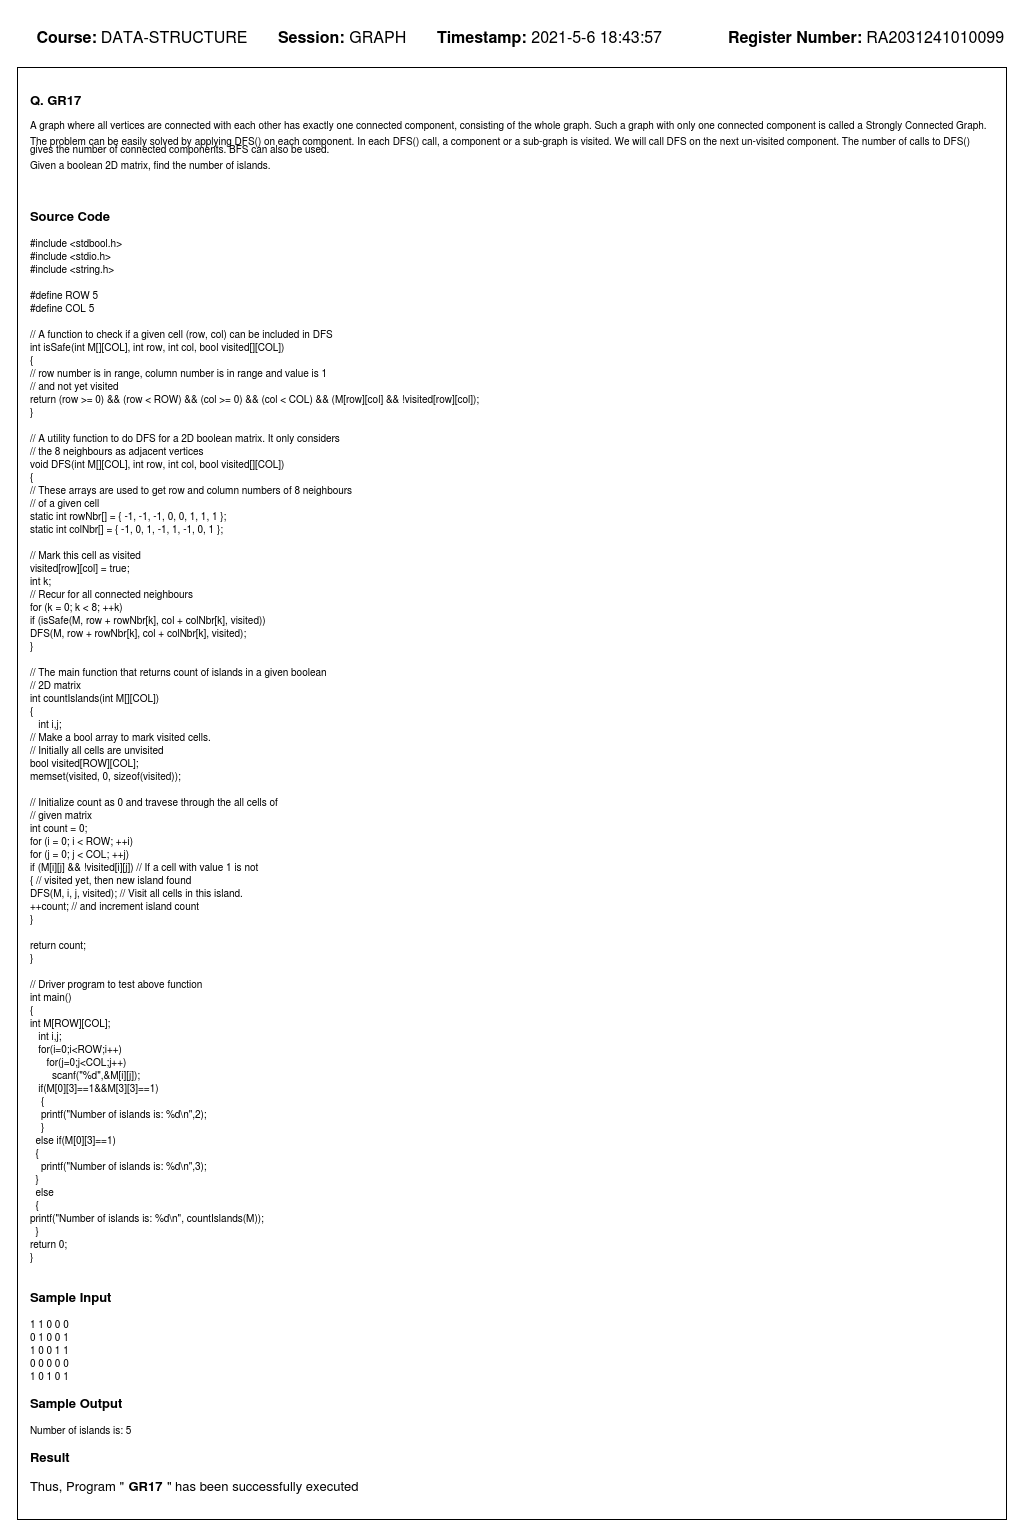 Course: DATA-STRUCTURE Session: GRAPH Timestamp: 2021-5-6 18:43:57 Register Number: RA2031241010099
Q. GR17
A graph where all vertices are connected with each other has exactly one connected component, consisting of the whole graph. Such a graph with only one connected component is called a Strongly Connected Graph.
The problem can be easily solved by applying DFS() on each component. In each DFS() call, a component or a sub-graph is visited. We will call DFS on the next un-visited component. The number of calls to DFS()
gives the number of connected components. BFS can also be used.
Given a boolean 2D matrix, find the number of islands.
Source Code
#include <stdbool.h>
#include <stdio.h>
#include <string.h>
#define ROW 5
#define COL 5
// A function to check if a given cell (row, col) can be included in DFS
int isSafe(int M[][COL], int row, int col, bool visited[][COL])
{
// row number is in range, column number is in range and value is 1
// and not yet visited
return (row >= 0) && (row < ROW) && (col >= 0) && (col < COL) && (M[row][col] && !visited[row][col]);
}
// A utility function to do DFS for a 2D boolean matrix. It only considers
// the 8 neighbours as adjacent vertices
void DFS(int M[][COL], int row, int col, bool visited[][COL])
{
// These arrays are used to get row and column numbers of 8 neighbours
// of a given cell
static int rowNbr[] = { -1, -1, -1, 0, 0, 1, 1, 1 };
static int colNbr[] = { -1, 0, 1, -1, 1, -1, 0, 1 };
// Mark this cell as visited
visited[row][col] = true;
int k;
// Recur for all connected neighbours
for (k = 0; k < 8; ++k)
if (isSafe(M, row + rowNbr[k], col + colNbr[k], visited))
DFS(M, row + rowNbr[k], col + colNbr[k], visited);
}
// The main function that returns count of islands in a given boolean
// 2D matrix
int countIslands(int M[][COL])
{
int i,j;
// Make a bool array to mark visited cells.
// Initially all cells are unvisited
bool visited[ROW][COL];
memset(visited, 0, sizeof(visited));
// Initialize count as 0 and travese through the all cells of
// given matrix
int count = 0;
for (i = 0; i < ROW; ++i)
for (j = 0; j < COL; ++j)
if (M[i][j] && !visited[i][j]) // If a cell with value 1 is not
{ // visited yet, then new island found
DFS(M, i, j, visited); // Visit all cells in this island.
++count; // and increment island count
}
return count;
}
// Driver program to test above function
int main()
{
int M[ROW][COL];
int i,j;
for(i=0;i<ROW;i++)
for(j=0;j<COL;j++)
scanf("%d",&M[i][j]);
if(M[0][3]==1&&M[3][3]==1)
{
printf("Number of islands is: %d\n",2);
}
else if(M[0][3]==1)
{
printf("Number of islands is: %d\n",3);
}
else
{
printf("Number of islands is: %d\n", countIslands(M));
}
return 0;
}
Sample Input
1 1 0 0 0
0 1 0 0 1
1 0 0 1 1
0 0 0 0 0
1 0 1 0 1
Sample Output
Number of islands is: 5
Result
Thus, Program " GR17 " has been successfully executed